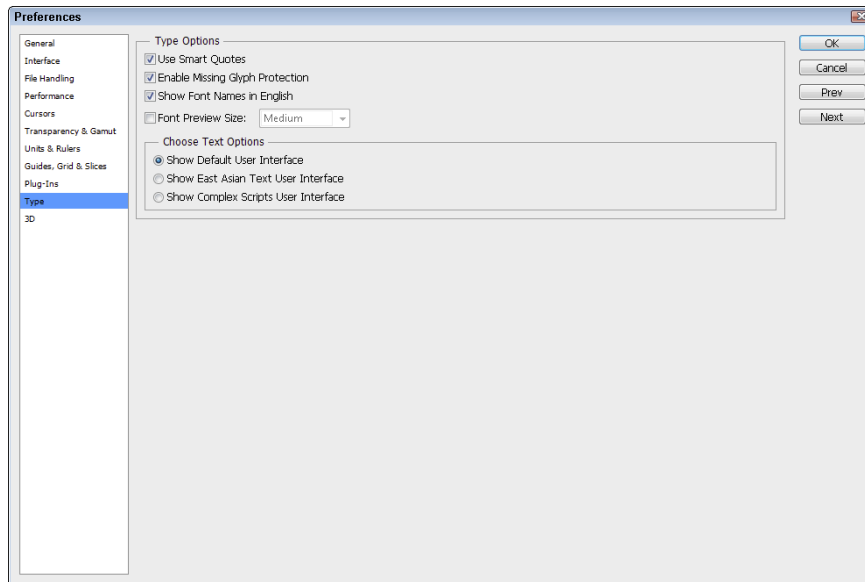 Preferences
General
Interface
File Handling
Performance
Cursors
Transparency & Gamut
Units & Rulers
Guides, Grid & Slices
Plug-Ins
Type
3D
Type Options
Use Smart Quotes
Enable Missing Glyph Protection
Show Font Names in English
Font Preview Size: Medium
Choose Text Options
Show Default User Interface
Show East Asian Text User Interface
Show Complex Scripts User Interface
OK
Cancel
Prev
Next